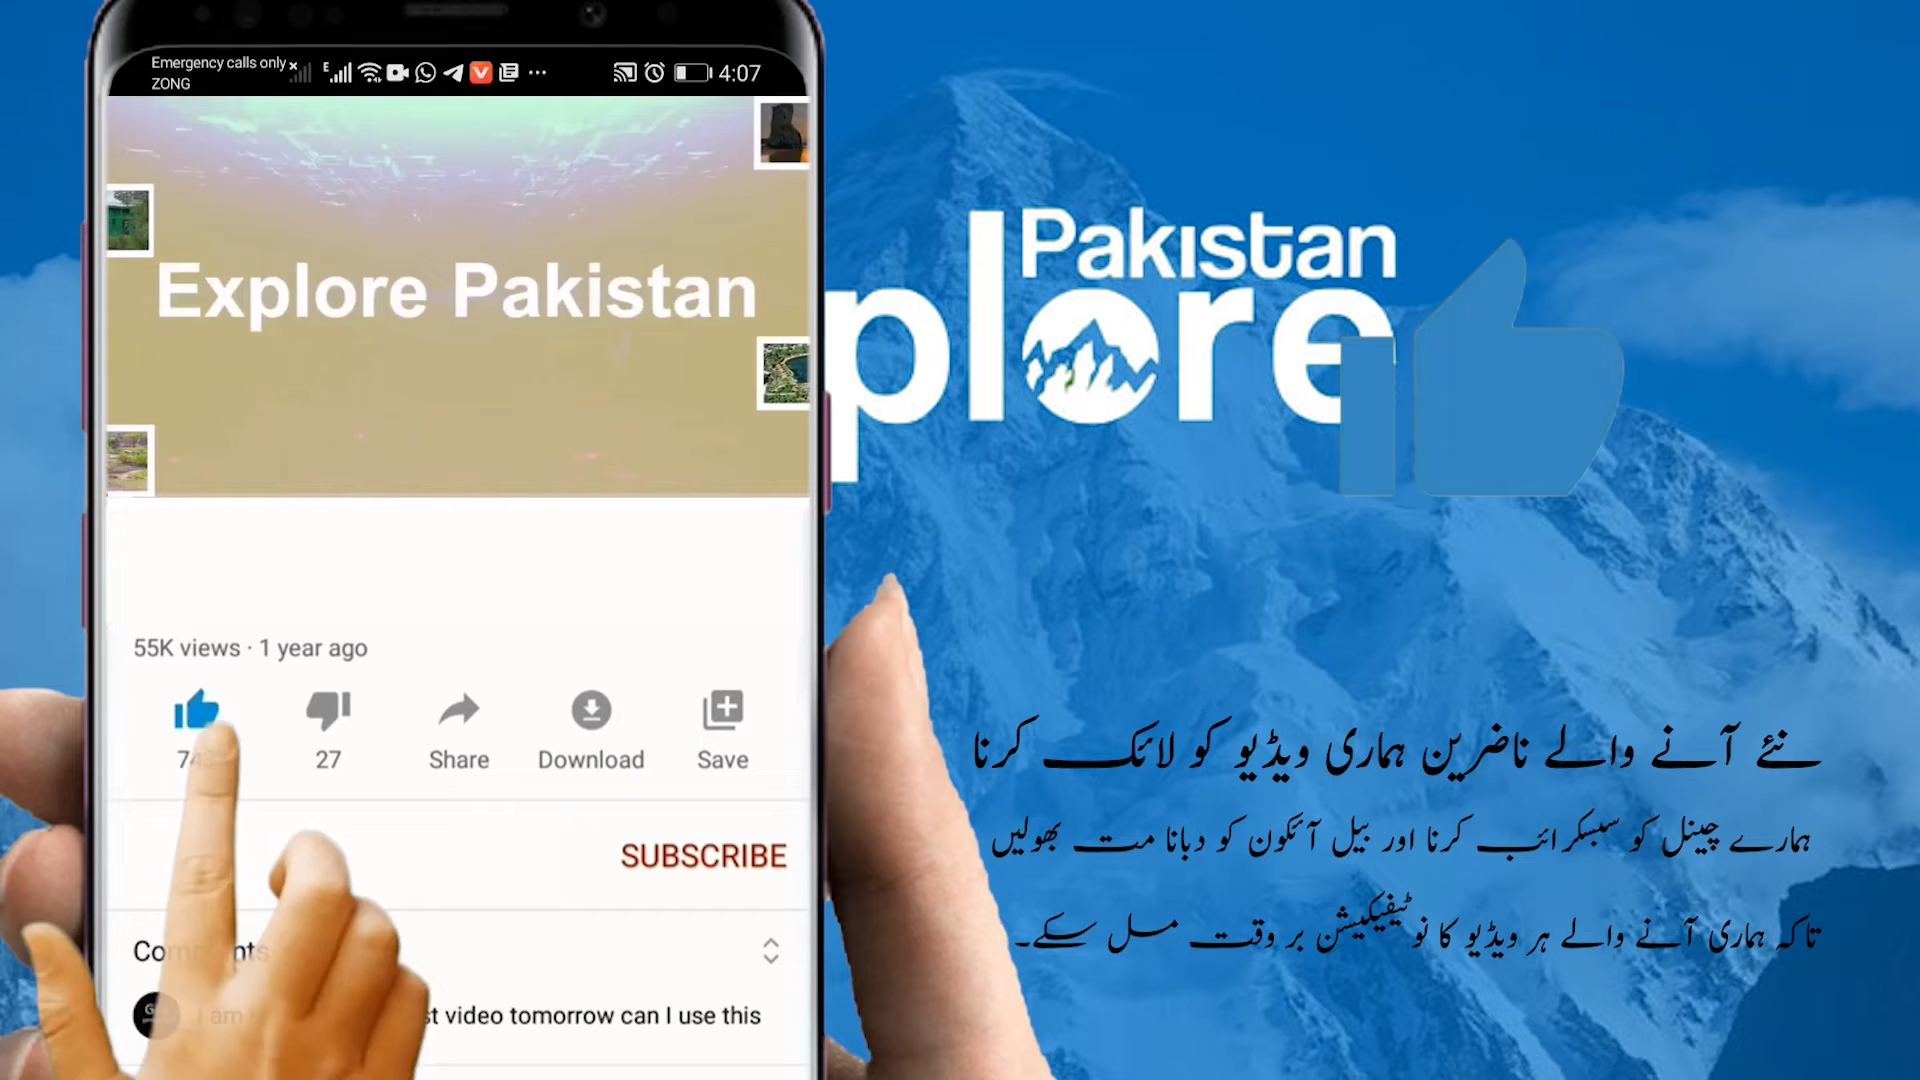 Emergency calls only
ZONG
4:07
Explore Pakistan
Pakistan
plore
55K views · 1 year ago
27
Share
Download
Save
SUBSCRIBE
video tomorrow can I use this
نئے آنے والے ناضرین ہماری ویڈیو کو لائک کرنا
ہمارے چینل کو سبسکرائب کرنا اور بیل آئکون کو دبانا مت بھولیں
تاکہ ہماری آنے والے ہر ویڈیو کا نوٹیفیکیشن بر وقت مل سکے۔